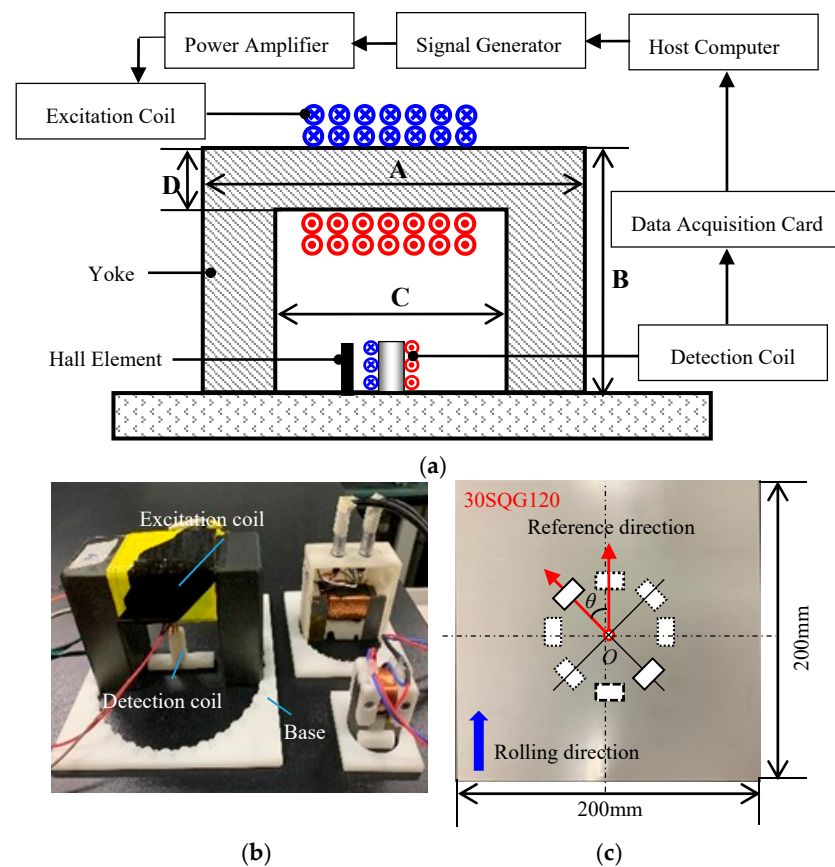 Power Amplifier
Signal Generator
Host Computer
Excitation Coil
A
D
Data Acquisition Card
Yoke
B
C
Hall Element
Detection Coil
(a)
Excitation coil
Detection coil
Base
30SQG120
Reference direction
θ
O
Rolling direction
200mm
200mm
(b)
(c)